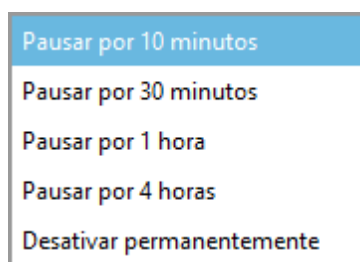 Pausar por 10 minutos
Pausar por 30 minutos
Pausar por 1 hora
Pausar por 4 horas
Desativar permanentemente